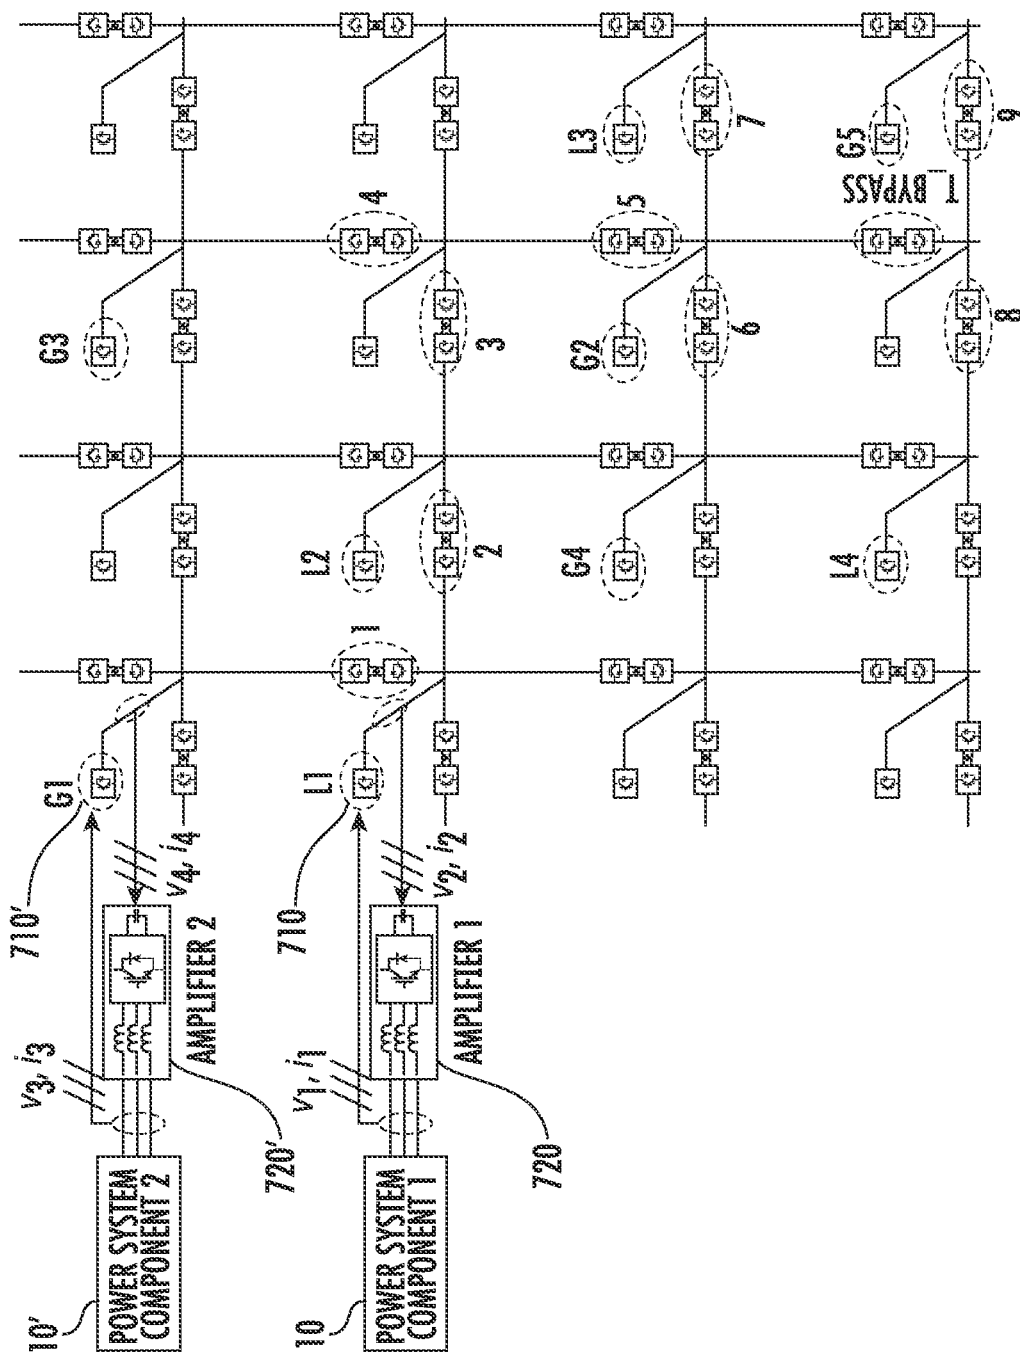 10'
POWER SYSTEM
COMPONENT 2
v3, i3
720'
AMPLIFIER 2
710'
v4, i4
G1
G3
10
POWER SYSTEM
COMPONENT 1
v1, i1
720
AMPLIFIER 1
710
v2, i2
L1
1
L2
2
3
4
G4
G2
5
6
L3
7
L4
T_BYPASS
8
G5
9